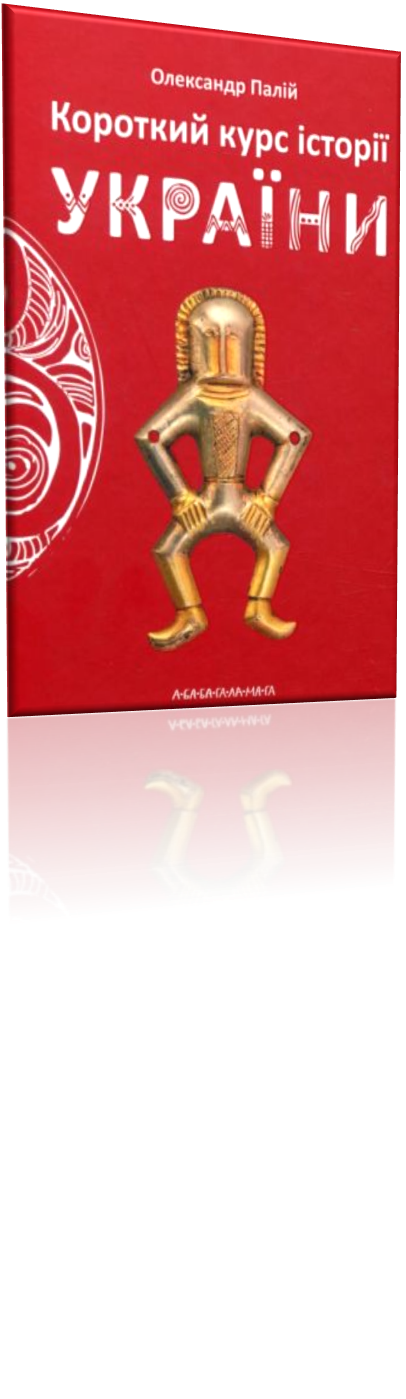 Олександр Палій
Короткий курс історії
УКРАЇНИ
А-БА-БА-ГА-ЛА-МА-ГА